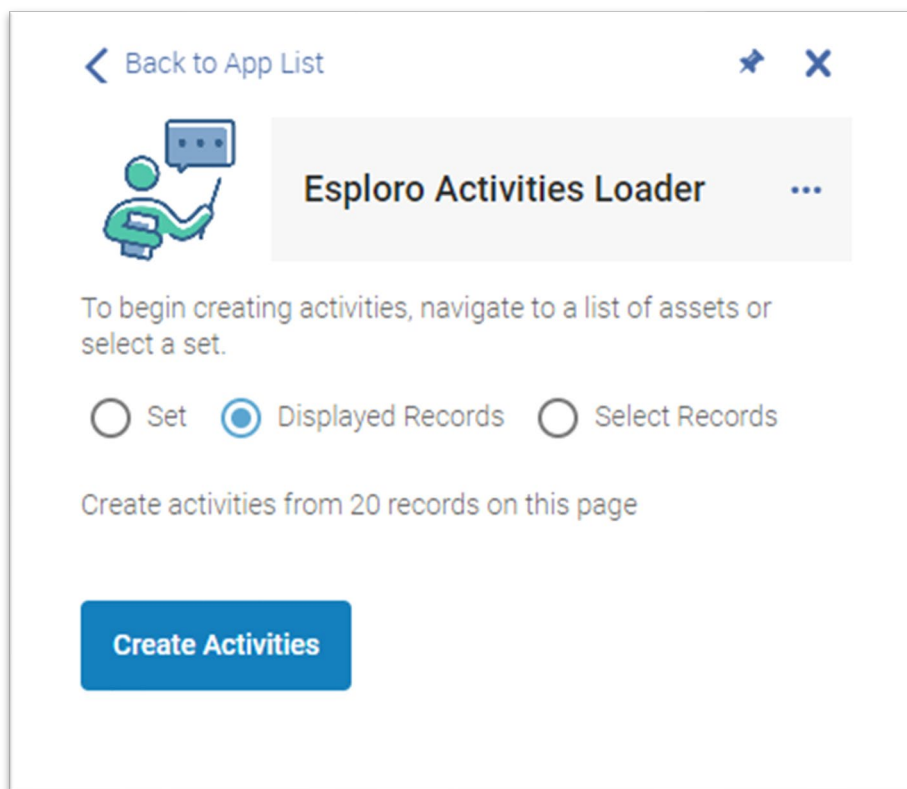 Back to App List
Esploro Activities Loader
To begin creating activities, navigate to a list of assets or
select a set.
Set Displayed Records Select Records
Create activities from 20 records on this page
Create Activities